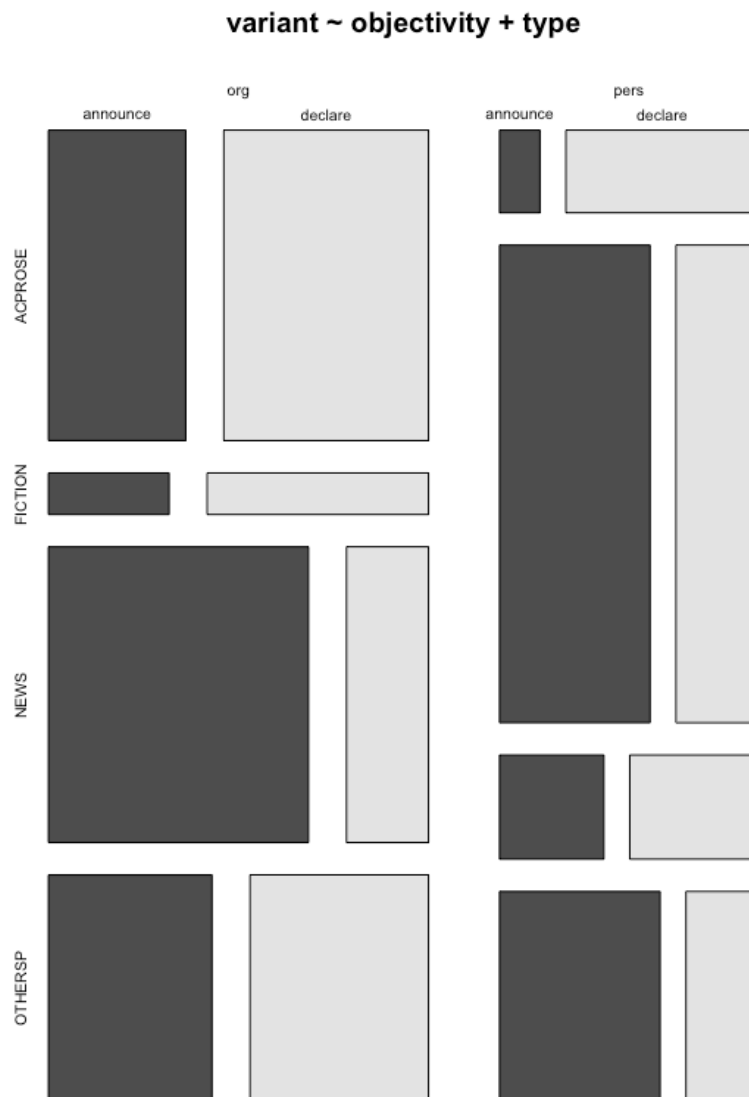 variant ~ objectivity + type
org pers
announce declare announce declare
ACPROSE
FICTION
NEWS
OTHERSP